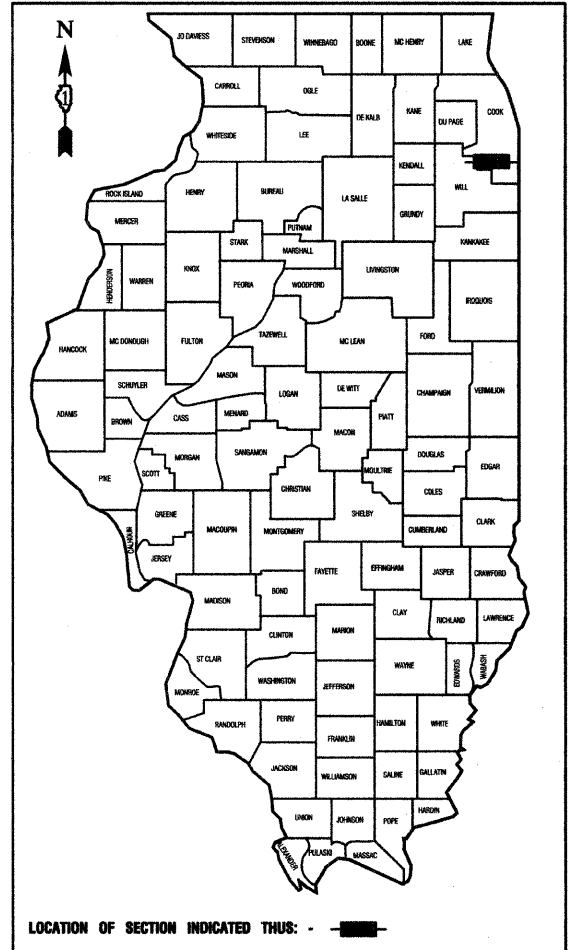 N
1
JO DAVIESS STEVENSON WINNEBAGO BOONE MC HENRY LAKE
CARROLL OGLE DE KALB KANE DU PAGE COOK
WHITESIDE LEE
KENDALL WILL
ROCK ISLAND HENRY BUREAU LA SALLE GRUNDY
MERCER PUTNAM
STARK MARSHALL KANKAKEE
HENDERSON WARREN KNOX PEORIA WOODFORD LIVINGSTON IROQUOIS
HANCOCK MC DONOUGH FULTON TAZEWELL MC LEAN FORD
MASON
SCHUYLER LOGAN DE WITT CHAMPAIGN VERMILION
ADAMS BROWN CASS MENARD MACON PIATT
MORGAN SANGAMON DOUGLAS
PIKE SCOTT CHRISTIAN MOULTRIE COLES EDGAR
GREENE MACOUPIN MONTGOMERY SHELBY CUMBERLAND CLARK
CALHOUN JERSEY
FAYETTE EFFINGHAM JASPER CRAWFORD
MADISON BOND
CLINTON MARION CLAY RICHLAND LAWRENCE
ST CLAIR WASHINGTON WAYNE EDWARDS WABASH
MONROE JEFFERSON
RANDOLPH PERRY HAMILTON WHITE
FRANKLIN
JACKSON WILLIAMSON SALINE GALLATIN
UNION JOHNSON POPE HARDIN
ALEXANDER PULASKI MASSAC
LOCATION OF SECTION INDICATED THUS: -